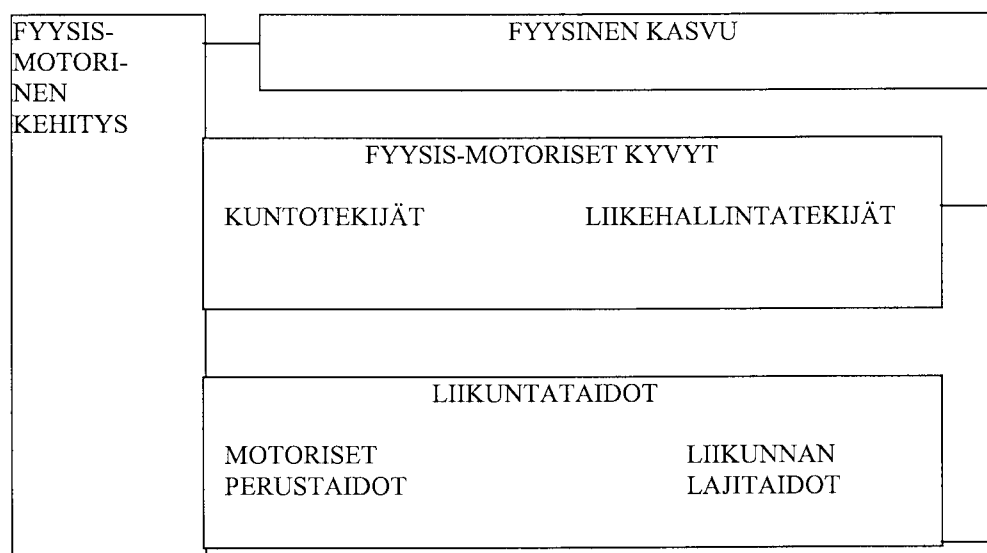 FYYSIS-
MOTORI-
NEN
KEHITYS
FYYSINEN KASVU
FYYSIS-MOTORISET KYVYT
KUNTOTEKIJÄT LIIKEHALLINTATEKIJÄT
LIIKUNTATAIDOT
MOTORISET LIIKUNNAN
PERUSTAIDOT LAJITAIDOT